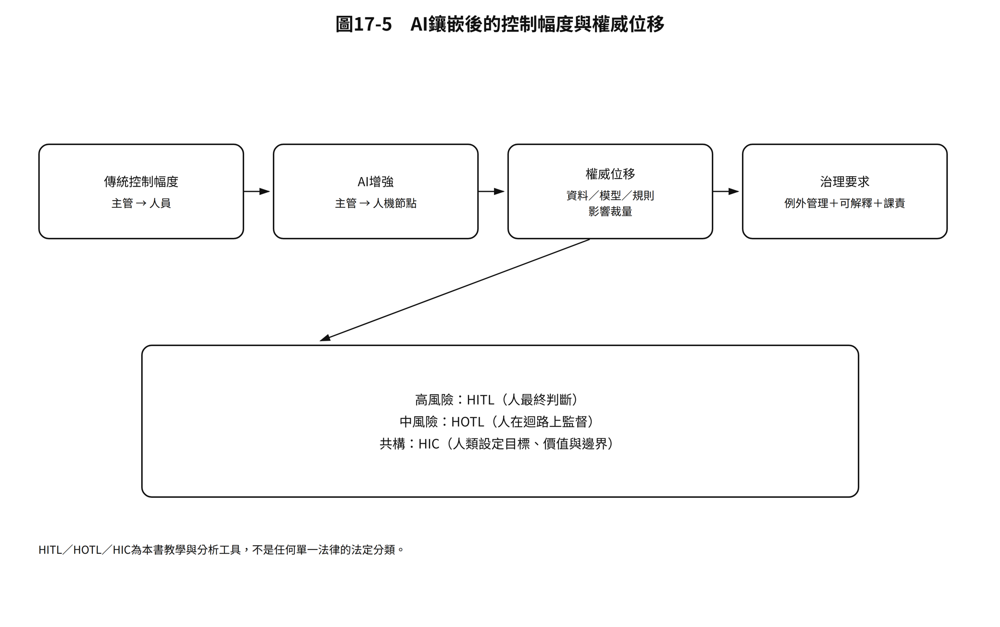 圖17-5　AI鑲嵌後的控制幅度與權威位移
傳統控制幅度
主管 → 人員
AI增強
主管 → 人機節點
權威位移
資料／模型／規則
影響裁量
治理要求
例外管理＋可解釋＋課責
高風險：HITL（人最終判斷）
中風險：HOTL（人在迴路上監督）
共構：HIC（人類設定目標、價值與邊界）
HITL／HOTL／HIC為本書教學與分析工具，不是任何單一法律的法定分類。